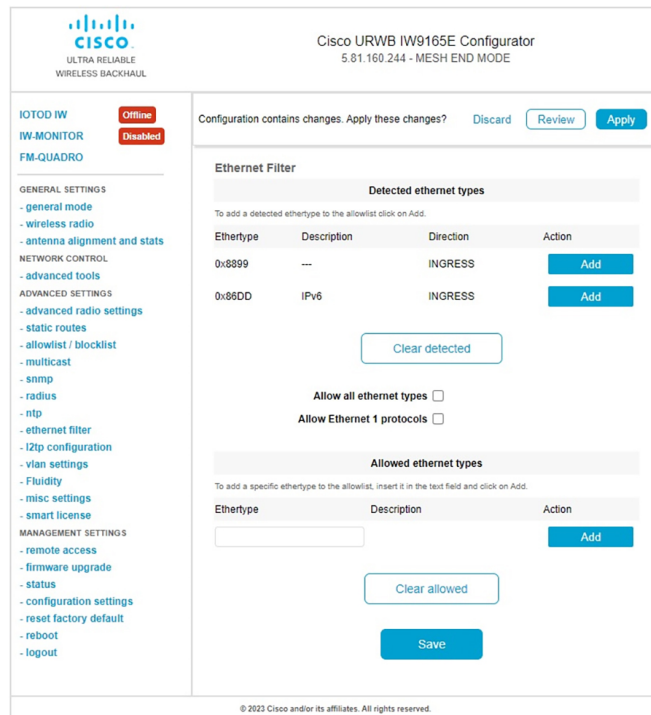 CISCO
ULTRA RELIABLE
WIRELESS BACKHAUL
Cisco URWB IW9165E Configurator
5.81.160.244 - MESH END MODE
IOTOD IW Offline
IW-MONITOR Disabled
FM-QUADRO
GENERAL SETTINGS
- general mode
- wireless radio
- antenna alignment and stats
NETWORK CONTROL
- advanced tools
ADVANCED SETTINGS
- advanced radio settings
- static routes
- allowlist / blocklist
- multicast
- snmp
- radius
- ntp
- ethernet filter
- l2tp configuration
- vlan settings
- Fluidity
- misc settings
- smart license
MANAGEMENT SETTINGS
- remote access
- firmware upgrade
- status
- configuration settings
- reset factory default
- reboot
- logout
Configuration contains changes. Apply these changes? Discard Review Apply
Ethernet Filter
Detected ethernet types
To add a detected ethertype to the allowlist click on Add.
Ethertype Description Direction Action
0x8899 --- INGRESS Add
0x86DD IPv6 INGRESS Add
Clear detected
Allow all ethernet types
Allow Ethernet 1 protocols
Allowed ethernet types
To add a specific ethertype to the allowlist, insert it in the text field and click on Add.
Ethertype Description Action
Add
Clear allowed
Save
© 2023 Cisco and/or its affiliates. All rights reserved.